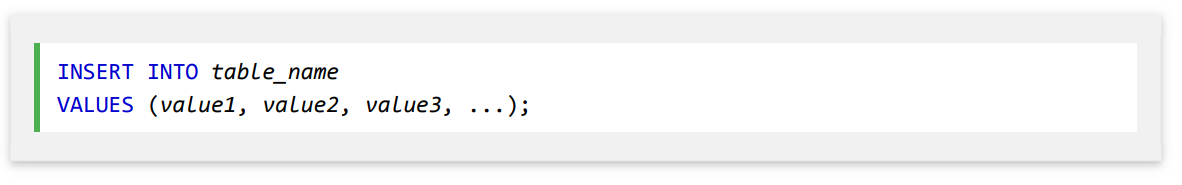 INSERT INTO table_name
VALUES (value1, value2, value3, ...);